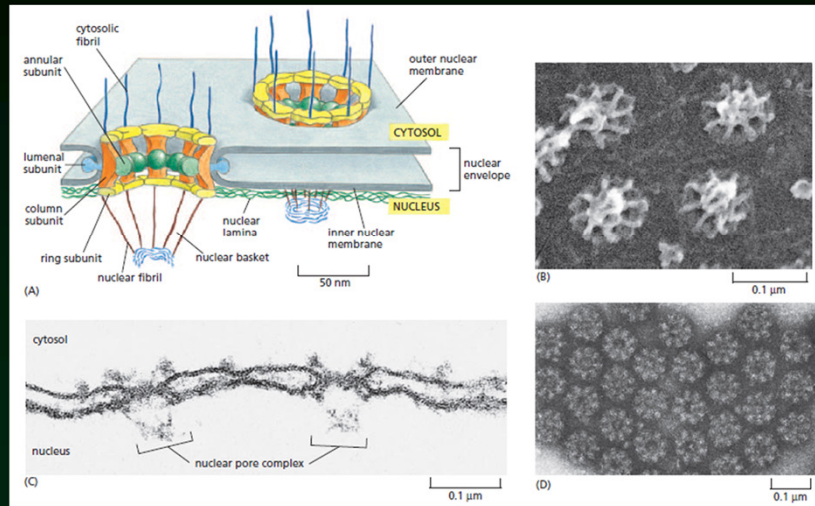 cytosolic
fibril
annular
subunit
outer nuclear
membrane
CYTOSOL
lumenal
subunit
nuclear
envelope
NUCLEUS
column
subunit
nuclear
lamina
inner nuclear
membrane
ring subunit
nuclear basket
nuclear fibril
50 nm
(A)
(B)
0.1 μm
cytosol
nucleus
nuclear pore complex
(C)
0.1 μm
(D)
0.1 μm